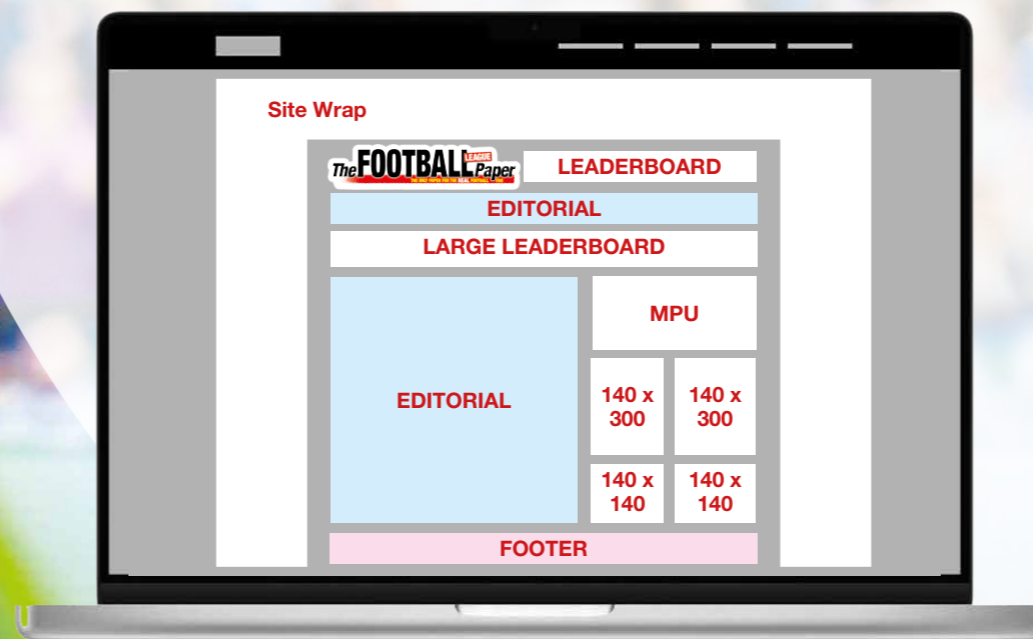 Site Wrap
The FOOTBALL LEAGUE Paper
LEADERBOARD
EDITORIAL
LARGE LEADERBOARD
MPU
EDITORIAL
140 x
300
140 x
300
140 x
140
140 x
140
FOOTER